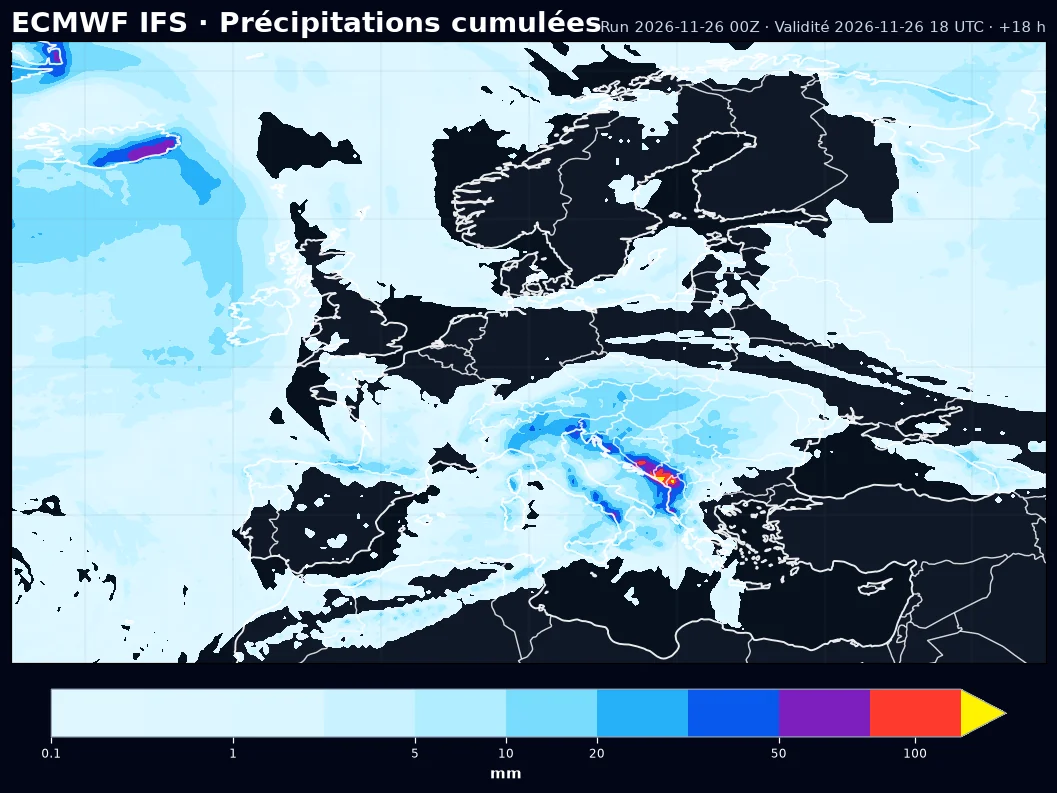 ECMWF IFS · Précipitations cumulées
Run 2026-11-26 00Z · Validité 2026-11-26 18 UTC · +18 h
0.1 1 5 10 20 50 100
mm